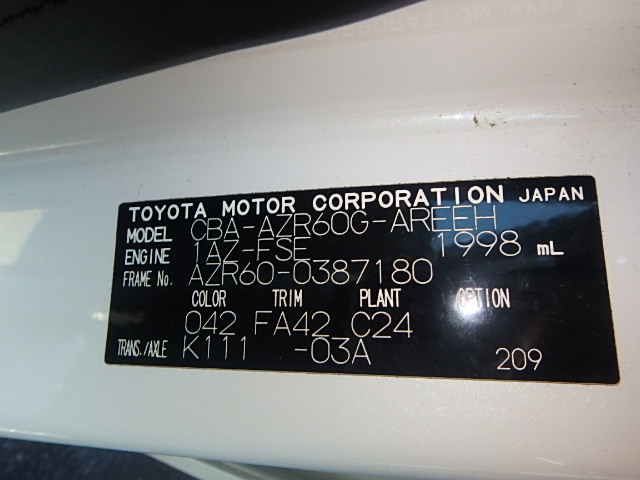 TOYOTA MOTOR CORPORATION JAPAN
MODEL CBA-AZR60G-AREEH
ENGINE 1AZ-FSE 1998 mL
FRAME No. AZR60-0387180
COLOR TRIM PLANT OPTION
042 FA42 C24
TRANS./AXLE K111 -03A 209